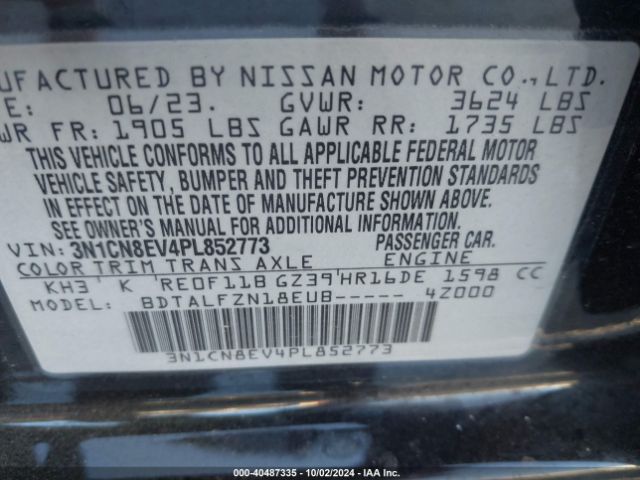 UFACTURED BY NISSAN MOTOR CO., LTD.
E: 06/23. GVWR: 3624 LBS
WR FR: 1905 LBS GAWR RR: 1735 LBS
THIS VEHICLE CONFORMS TO ALL APPLICABLE FEDERAL MOTOR
VEHICLE SAFETY, BUMPER AND THEFT PREVENTION STANDARDS
IN EFFECT ON THE DATE OF MANUFACTURE SHOWN ABOVE.
SEE OWNER'S MANUAL FOR ADDITIONAL INFORMATION.
VIN: 3N1CN8EV4PL852773 PASSENGER CAR.
COLOR TRIM TRANS AXLE ENGINE
KH3 K RE0F11B GZ39 HR16DE 1598 CC
MODEL: BDTALFZN18EUB----- 4Z000
3N1CN8EV4PL852773
000-40487335 - 10/02/2024 - IAA Inc.